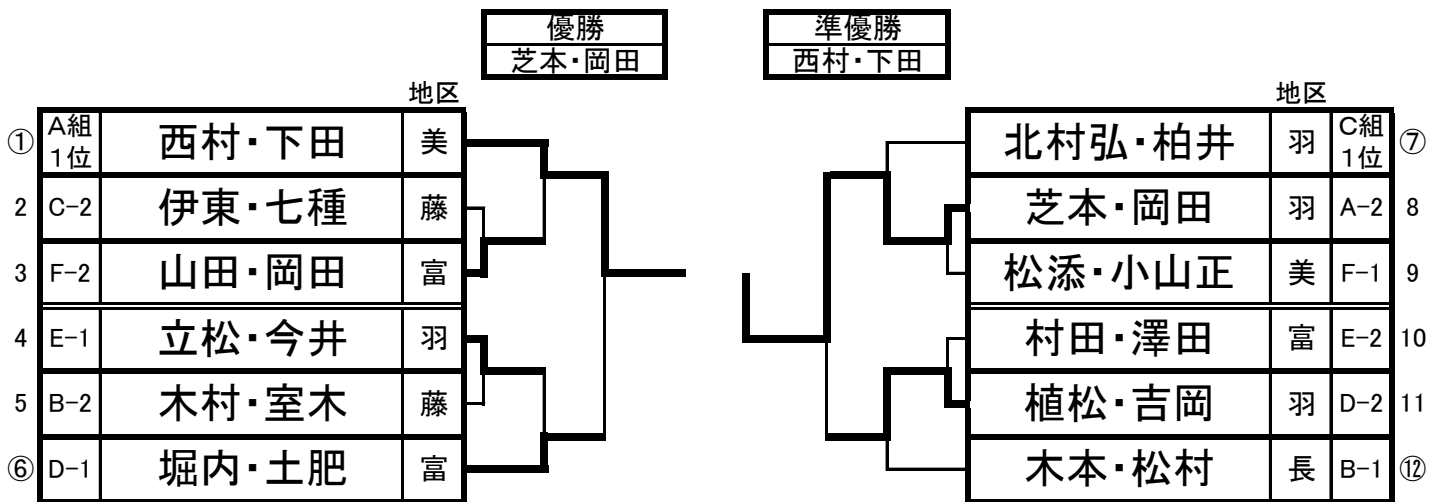 優勝 準優勝
芝本・岡田 西村・下田
地区 地区
① A組1位 西村・下田 美 北村弘・柏井 羽 C組1位 ⑦
2 C-2 伊東・七種 藤 芝本・岡田 羽 A-2 8
3 F-2 山田・岡田 富 松添・小山正 美 F-1 9
4 E-1 立松・今井 羽 村田・澤田 富 E-2 10
5 B-2 木村・室木 藤 植松・吉岡 羽 D-2 11
⑥ D-1 堀内・土肥 富 木本・松村 長 B-1 ⑫